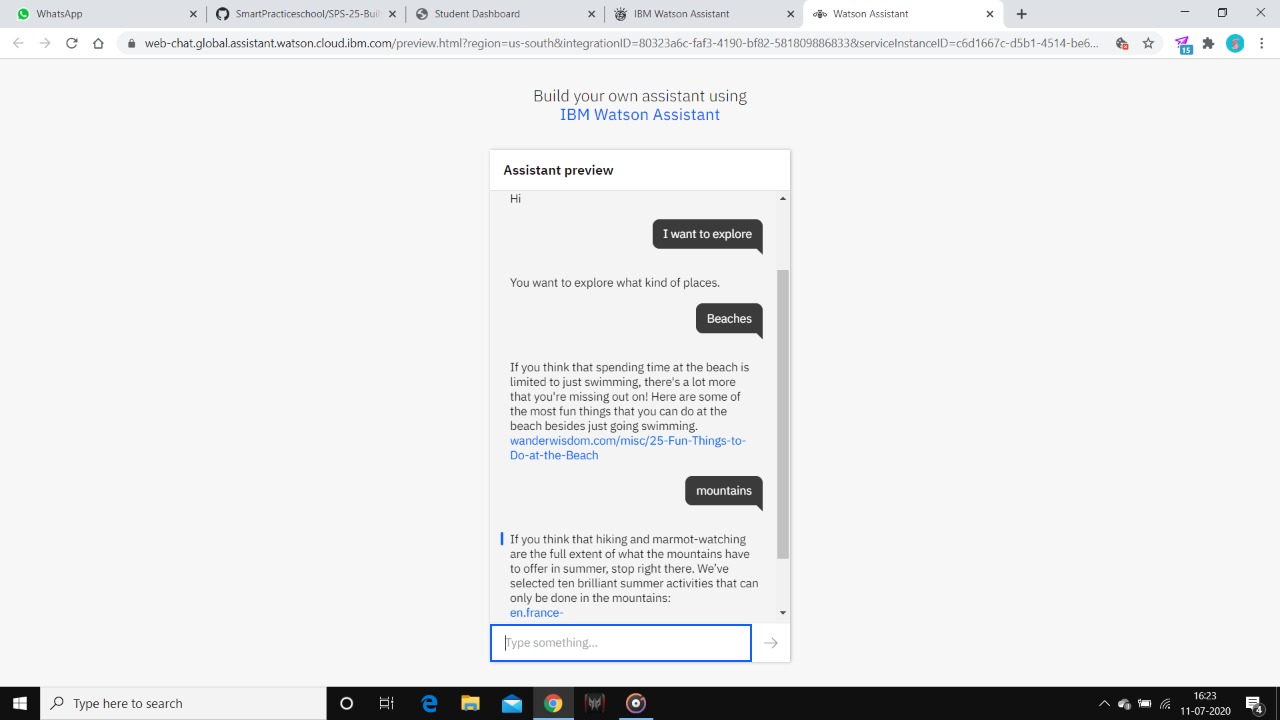 WhatsApp
SmartPracticeschool/SPS-25-Buil
Student Dashboard
IBM Watson Assistant
Watson Assistant
web-chat.global.assistant.watson.cloud.ibm.com/preview.html?region=us-south&integrationID=80323a6c-faf3-4190-bf82-581809886833&serviceInstanceID=c6d1667c-d5b1-4514-be6...
15
Build your own assistant using
IBM Watson Assistant
Assistant preview
Hi
I want to explore
You want to explore what kind of places.
Beaches
If you think that spending time at the beach is
limited to just swimming, there's a lot more
that you're missing out on! Here are some of
the most fun things that you can do at the
beach besides just going swimming.
wanderwisdom.com/misc/25-Fun-Things-to-
Do-at-the-Beach
mountains
If you think that hiking and marmot-watching
are the full extent of what the mountains have
to offer in summer, stop right there. We’ve
selected ten brilliant summer activities that can
only be done in the mountains:
en.france-
Type something...
Type here to search
16:23
11-07-2020
4